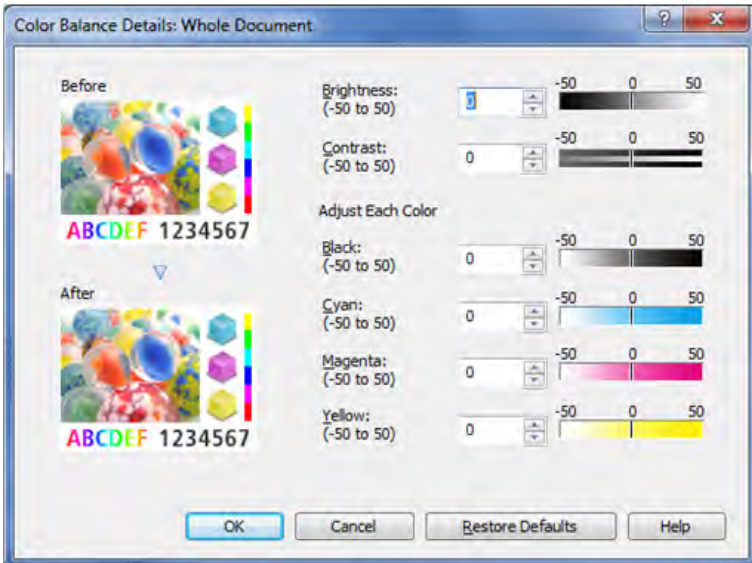 Color Balance Details: Whole Document
?
X
Before
ABCDEF 1234567
After
ABCDEF 1234567
Brightness:
(-50 to 50)
0
-50 0 50
Contrast:
(-50 to 50)
0
-50 0 50
Adjust Each Color
Black:
(-50 to 50)
0
-50 0 50
Cyan:
(-50 to 50)
0
-50 0 50
Magenta:
(-50 to 50)
0
-50 0 50
Yellow:
(-50 to 50)
0
-50 0 50
OK Cancel Restore Defaults Help